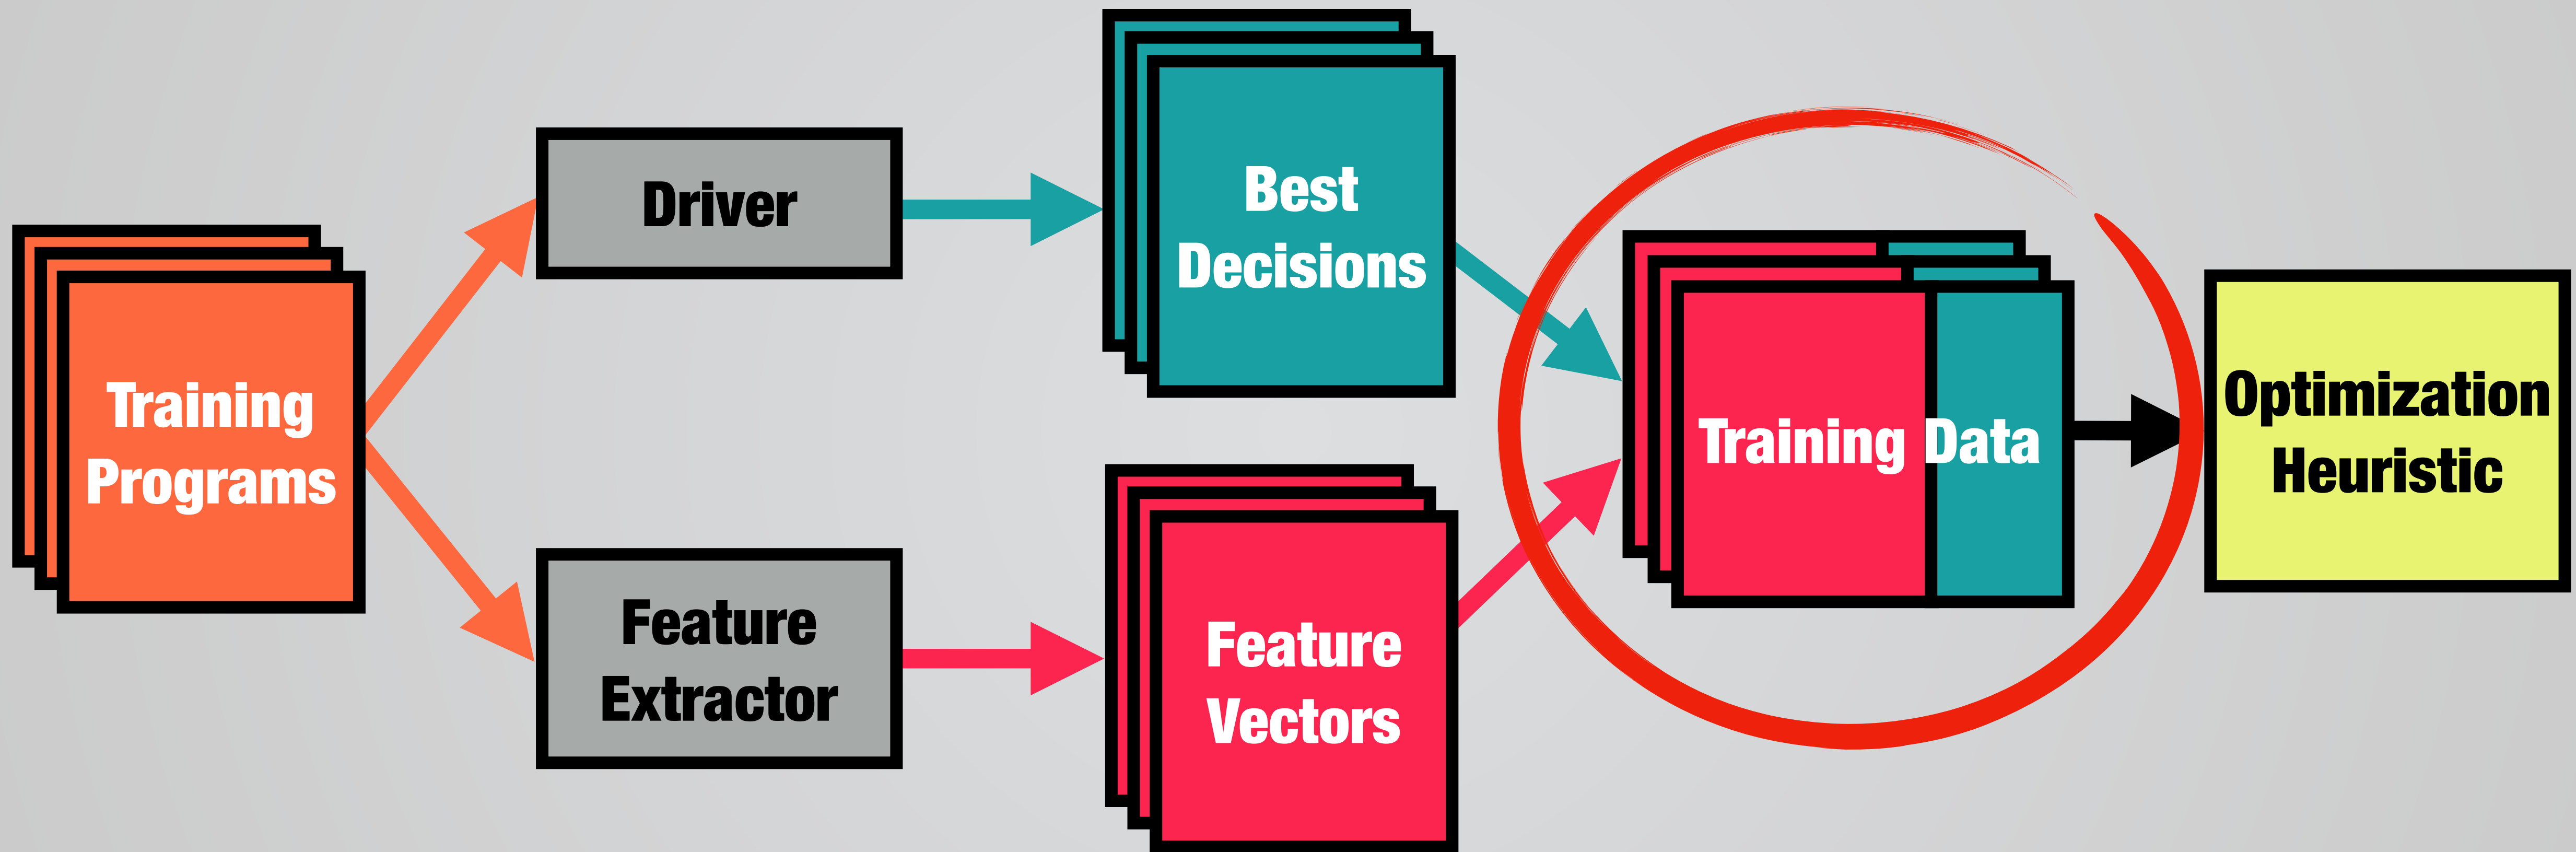 Training
Programs
Driver
Feature
Extractor
Best
Decisions
Feature
Vectors
Training Data
Optimization
Heuristic